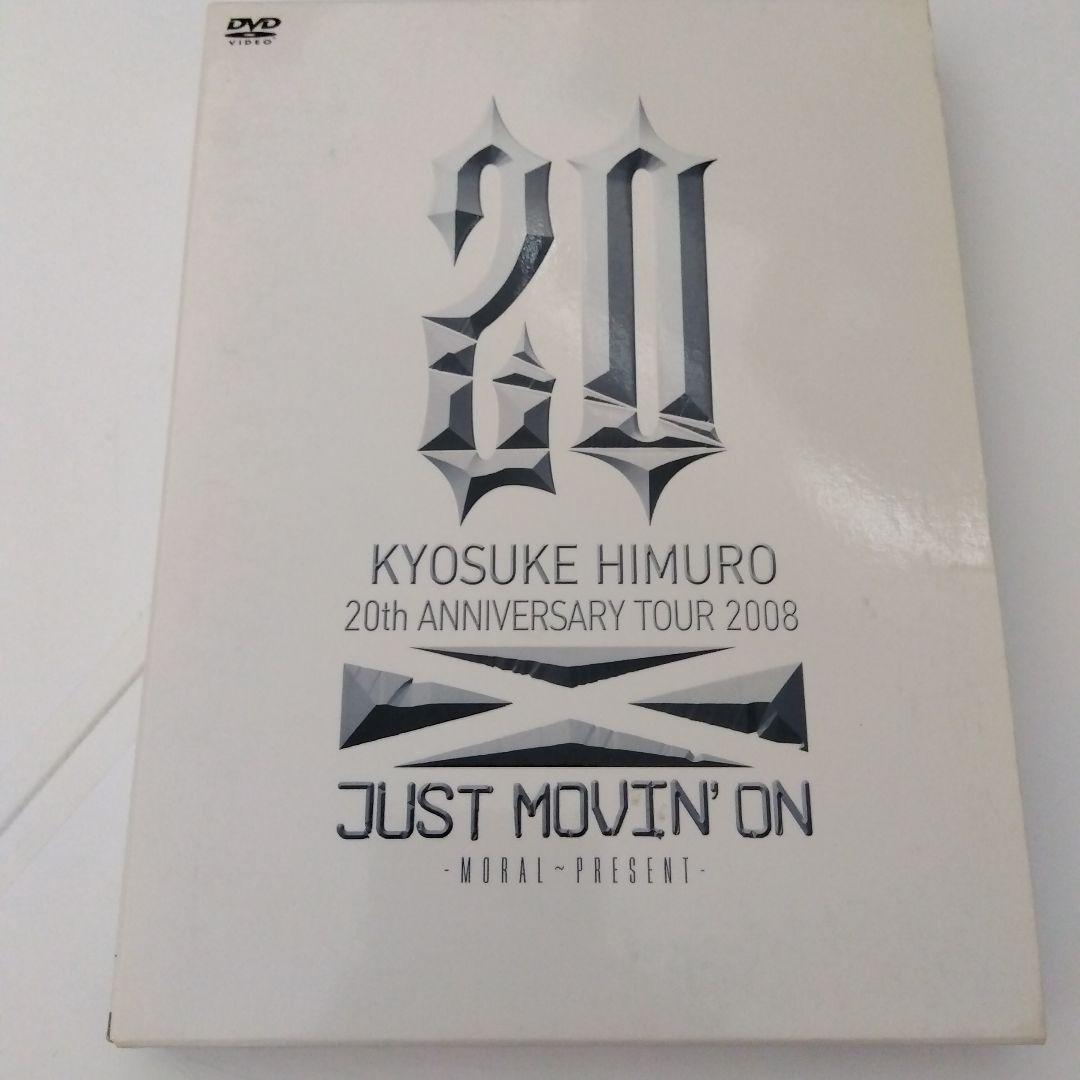 DVD
VIDEO
20
KYOSUKE HIMURO
20th ANNIVERSARY TOUR 2008
JUST MOVIN' ON
-MORAL~PRESENT-